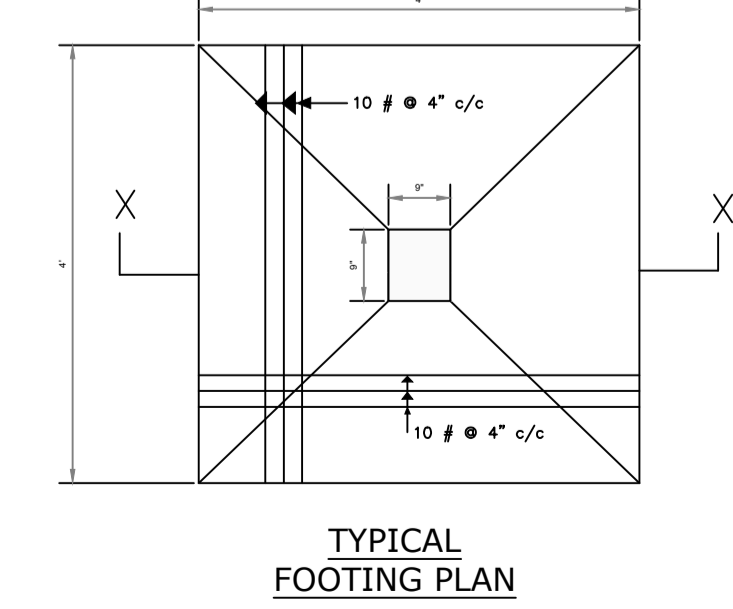 10 # @ 4" c/c
9"
X X
4'
9"
10 # @ 4" c/c
TYPICAL
FOOTING PLAN